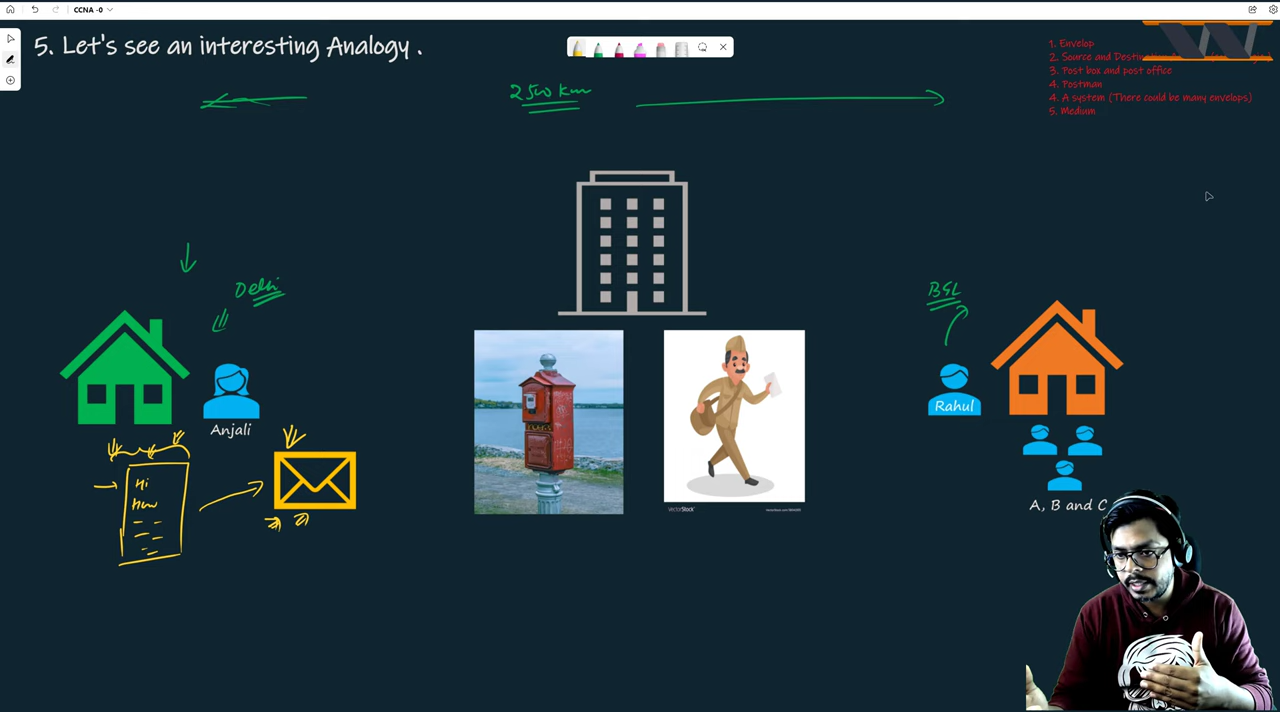 CCNA -0
5. Let's see an interesting Analogy .
1. Envelop
2. Source and Destination
3. Post box and post office
4. Postman
4. A system (There could be many envelops)
5. Medium
2500 Km
Delhi
BSL
Anjali
Rahul
A, B and C
Hi
How
VectorStock